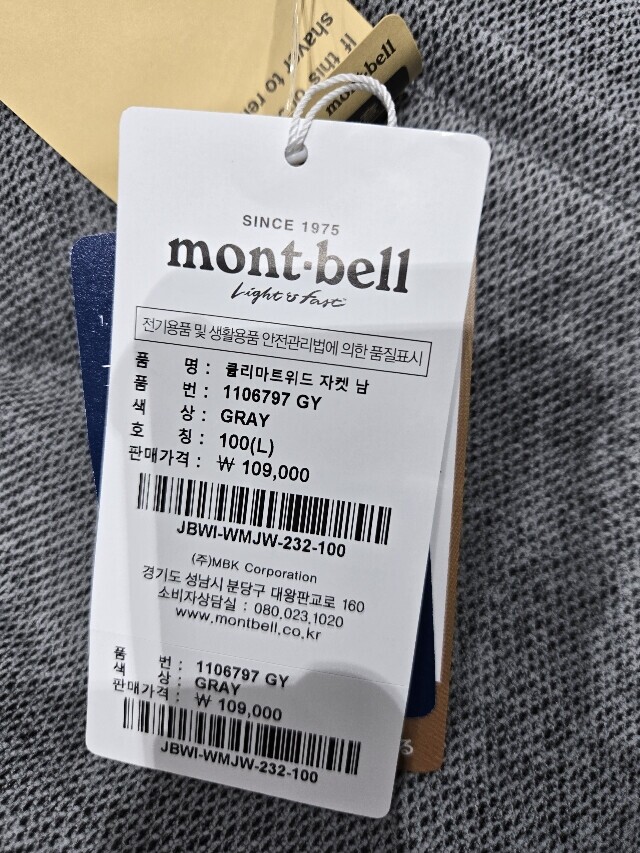 If this
shaver to re
mont-bell
SINCE 1975
mont-bell
Light & Fast
전기용품 및 생활용품 안전관리법에 의한 품질표시
품 명 : 클리마트위드 자켓 남
품 번 : 1106797 GY
색 상 : GRAY
호 칭 : 100(L)
판매가격 : ₩ 109,000
JBWI-WMJW-232-100
(주)MBK Corporation
경기도 성남시 분당구 대왕판교로 160
소비자상담실 : 080.023.1020
www.montbell.co.kr
품 번 : 1106797 GY
색 상 : GRAY
판매가격 : ₩ 109,000
JBWI-WMJW-232-100